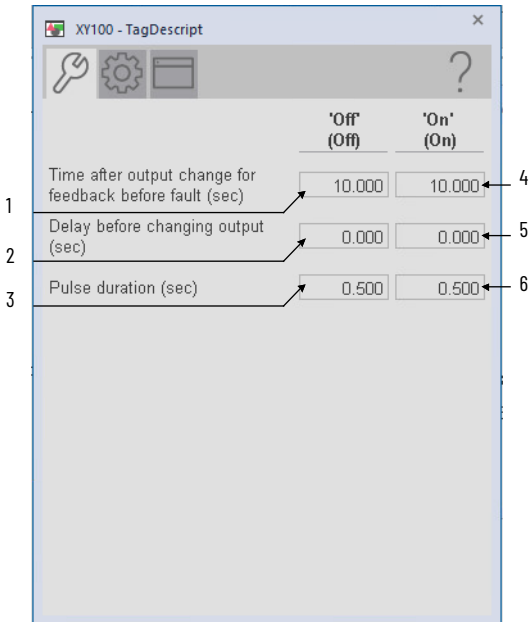 XY100 - TagDescript
×
?
'Off' 'On'
(Off) (On)
Time after output change for
feedback before fault (sec) 10.000 10.000 4
1
Delay before changing output
(sec) 0.000 0.000 5
2
Pulse duration (sec) 0.500 0.500 6
3